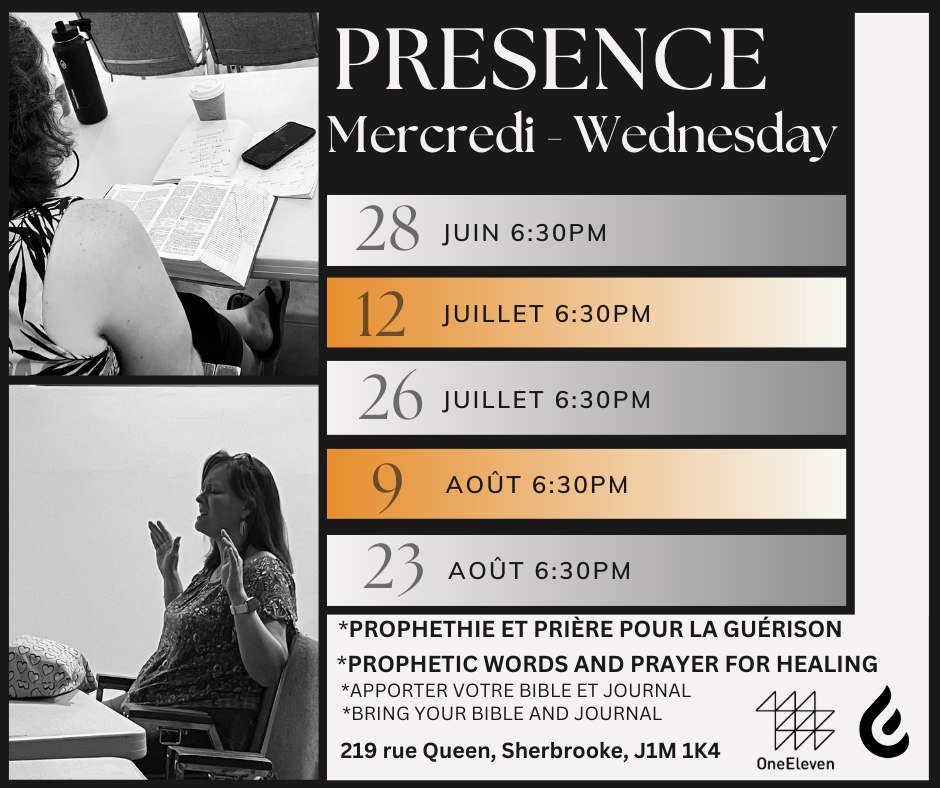 PRESENCE
Mercredi - Wednesday
28 JUIN 6:30PM
12 JUILLET 6:30PM
26 JUILLET 6:30PM
9 AOÛT 6:30PM
23 AOÛT 6:30PM
*PROPHETHIE ET PRIÈRE POUR LA GUÉRISON
*PROPHETIC WORDS AND PRAYER FOR HEALING
*APPORTER VOTRE BIBLE ET JOURNAL
*BRING YOUR BIBLE AND JOURNAL
219 rue Queen, Sherbrooke, J1M 1K4
OneEleven